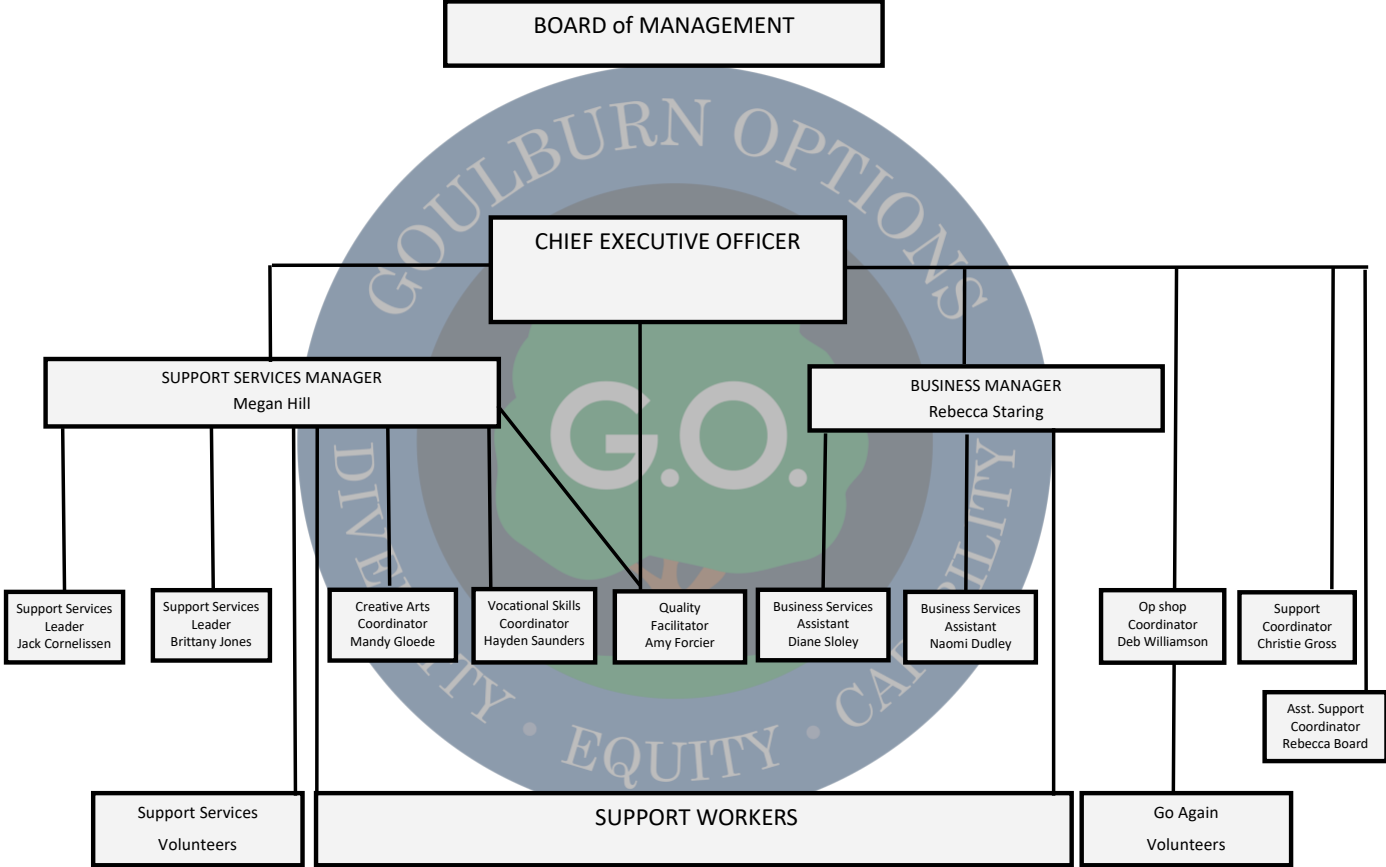 BOARD of MANAGEMENT
GOULBURN OPTIONS
CHIEF EXECUTIVE OFFICER
SUPPORT SERVICES MANAGER
Megan Hill
BUSINESS MANAGER
Rebecca Staring
G.O.
Support Services
Leader
Jack Cornelissen
Support Services
Leader
Brittany Jones
Creative Arts
Coordinator
Mandy Gloede
Vocational Skills
Coordinator
Hayden Saunders
Quality
Facilitator
Amy Forcier
Business Services
Assistant
Diane Sloley
Business Services
Assistant
Naomi Dudley
Op shop
Coordinator
Deb Williamson
Support
Coordinator
Christie Gross
Asst. Support
Coordinator
Rebecca Board
EQUITY
Support Services
Volunteers
SUPPORT WORKERS
Go Again
Volunteers